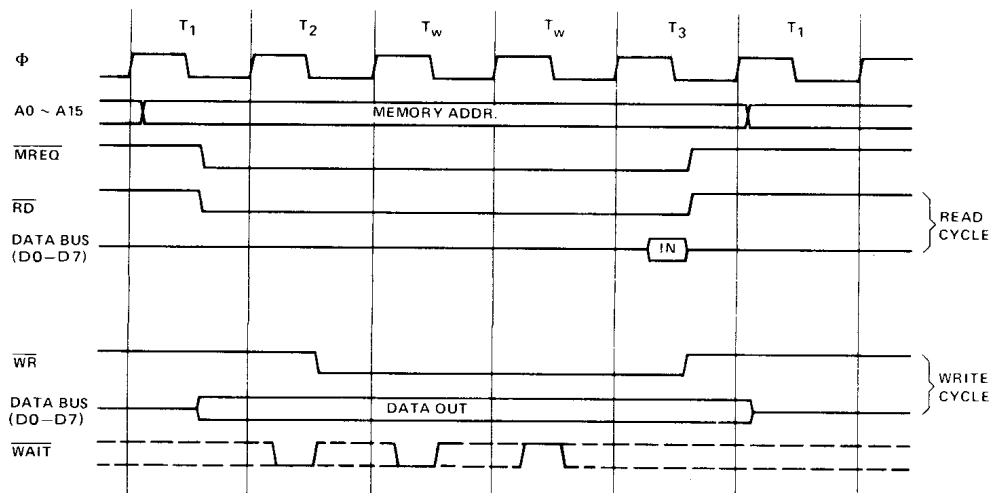 T1 T2 Tw Tw T3 T1
Φ
A0 ~ A15 MEMORY ADDR.
MREQ
RD
READ CYCLE
DATA BUS
(D0–D7)
IN
WR
WRITE CYCLE
DATA BUS
(D0–D7)
DATA OUT
WAIT